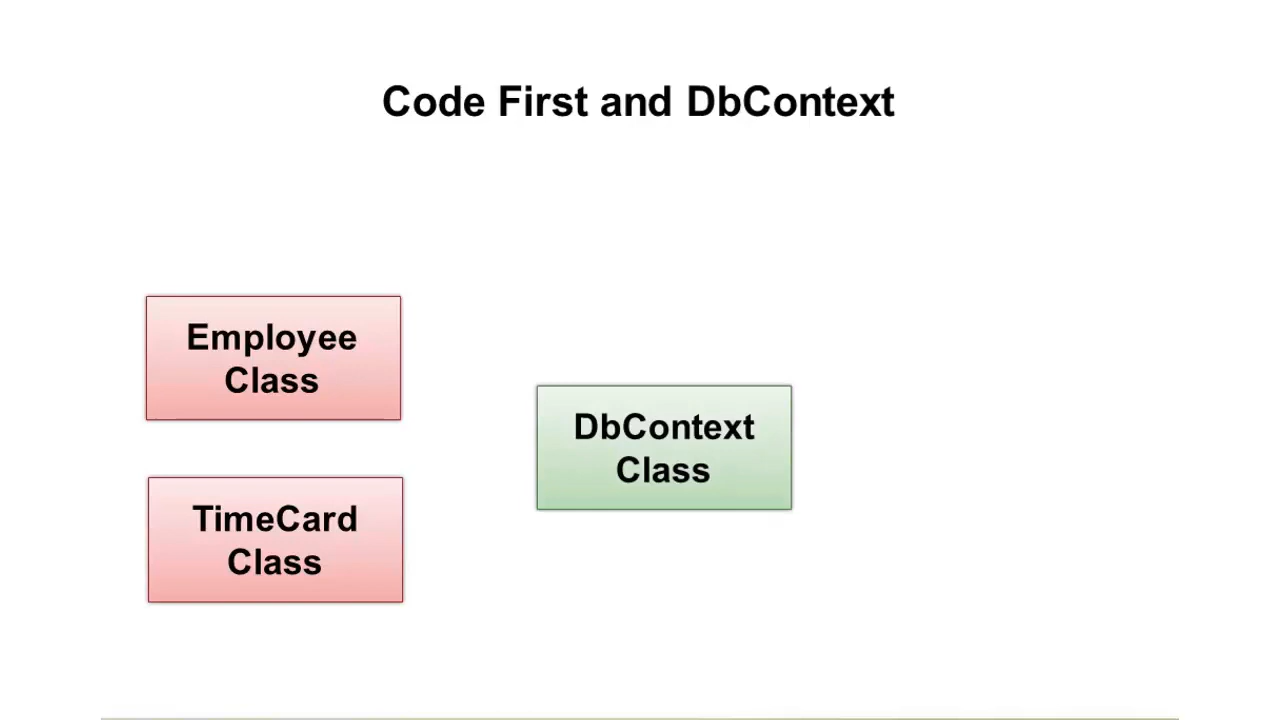 Code First and DbContext
Employee
Class
DbContext
Class
TimeCard
Class